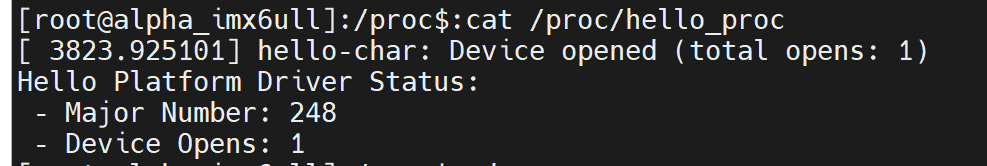 [root@alpha_imx6ull]:/proc$:cat /proc/hello_proc
[ 3823.925101] hello-char: Device opened (total opens: 1)
Hello Platform Driver Status:
 - Major Number: 248
 - Device Opens: 1